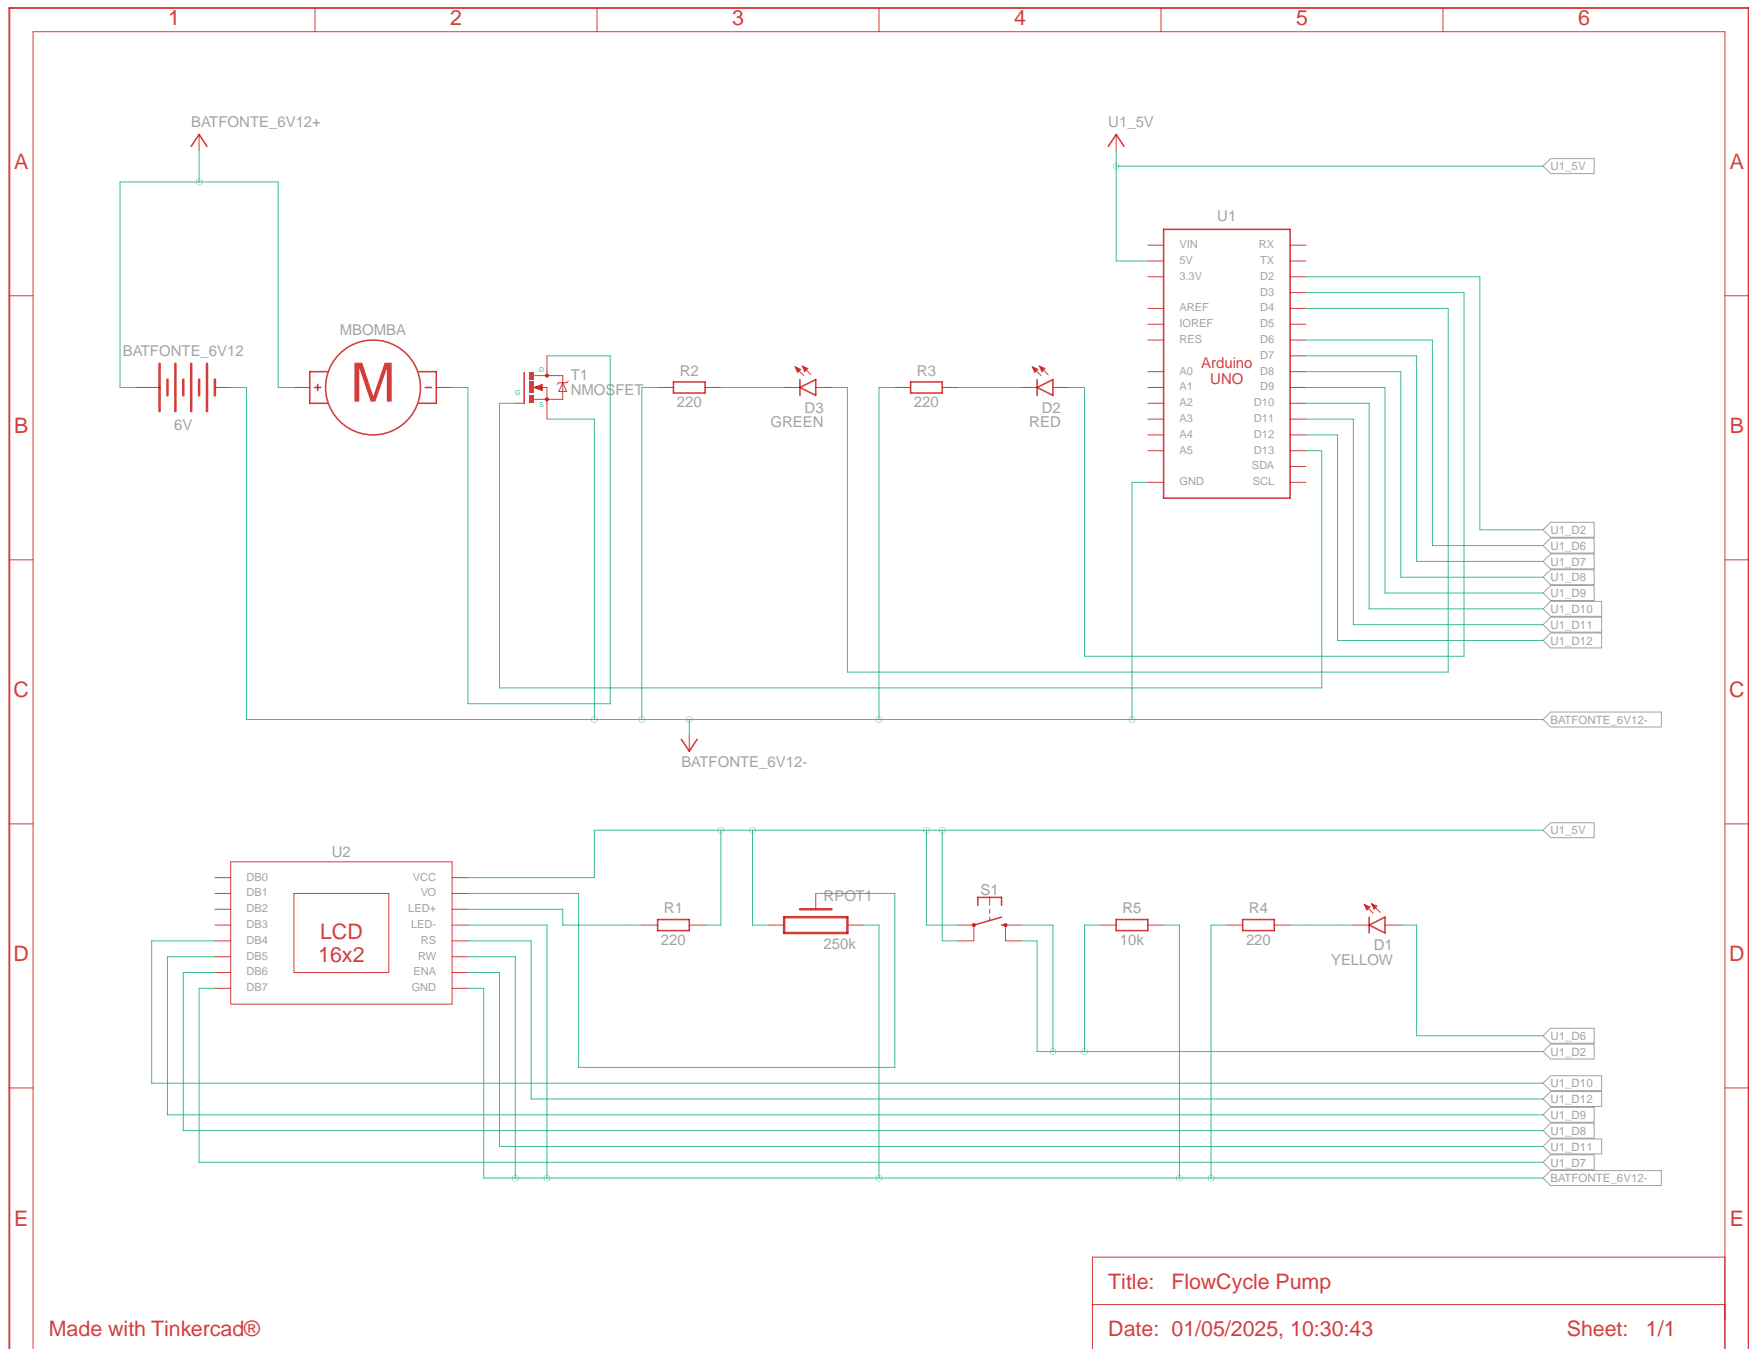 1 2 3 4 5 6
A A
B B
C C
D D
E E
BATFONTE_6V12+
U1_5V
U1_5V
BATFONTE_6V12
6V
MBOMBA
+ M -
D
G
S
T1
NMOSFET
R2
220
D3
GREEN
R3
220
D2
RED
U1
VIN RX
5V TX
3.3V D2
D3
AREF D4
IOREF D5
RES D6
D7
Arduino
UNO
A0 D8
A1 D9
A2 D10
A3 D11
A4 D12
A5 D13
SDA
GND SCL
U1_D2
U1_D6
U1_D7
U1_D8
U1_D9
U1_D10
U1_D11
U1_D12
BATFONTE_6V12-
BATFONTE_6V12-
U1_5V
U2
DB0 VCC
DB1 VO
DB2 LED+
DB3 LED-
DB4 RS
DB5 RW
DB6 ENA
DB7 GND
LCD
16x2
R1
220
RPOT1
250k
S1
R5
10k
R4
220
D1
YELLOW
U1_D6
U1_D2
U1_D10
U1_D12
U1_D9
U1_D8
U1_D11
U1_D7
BATFONTE_6V12-
Title: FlowCycle Pump
Made with Tinkercad®
Date: 01/05/2025, 10:30:43 Sheet: 1/1